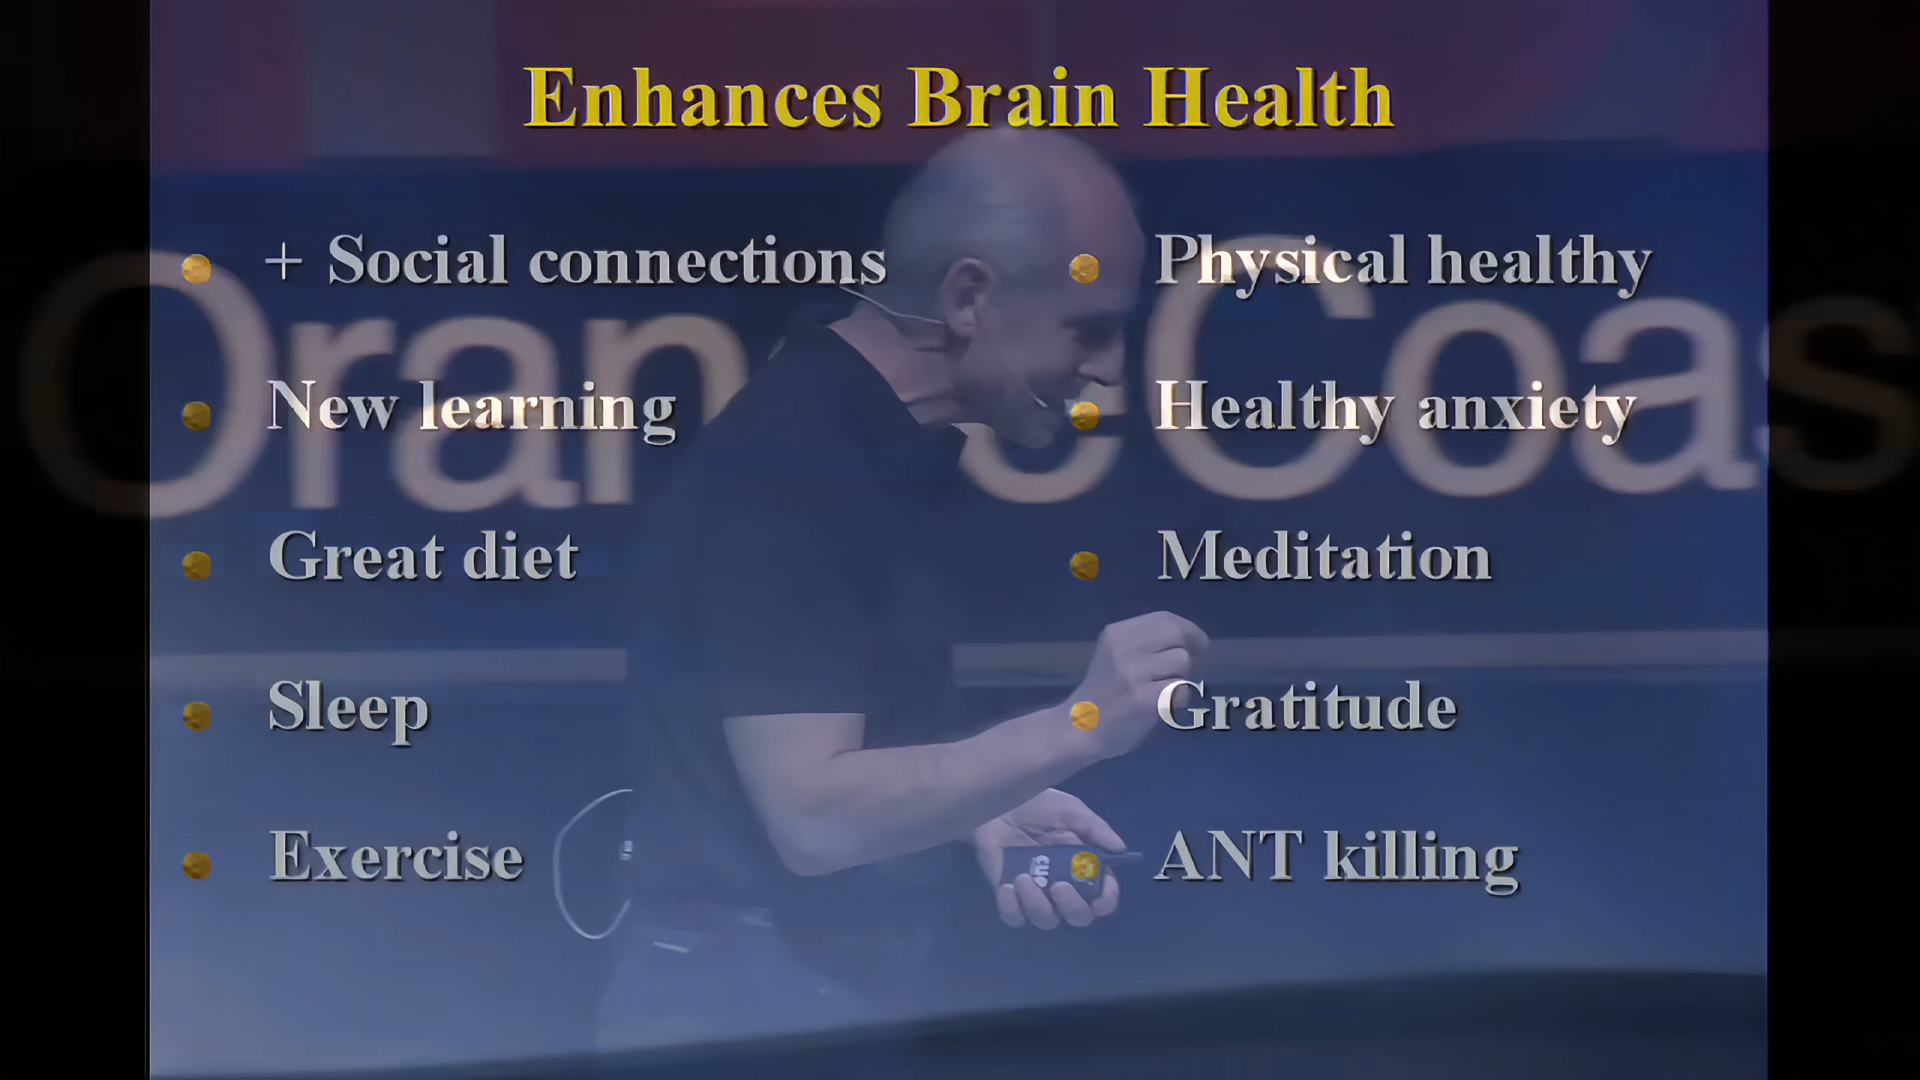 Enhances Brain Health
+ Social connections
New learning
Great diet
Sleep
Exercise
Physical healthy
Healthy anxiety
Meditation
Gratitude
ANT killing